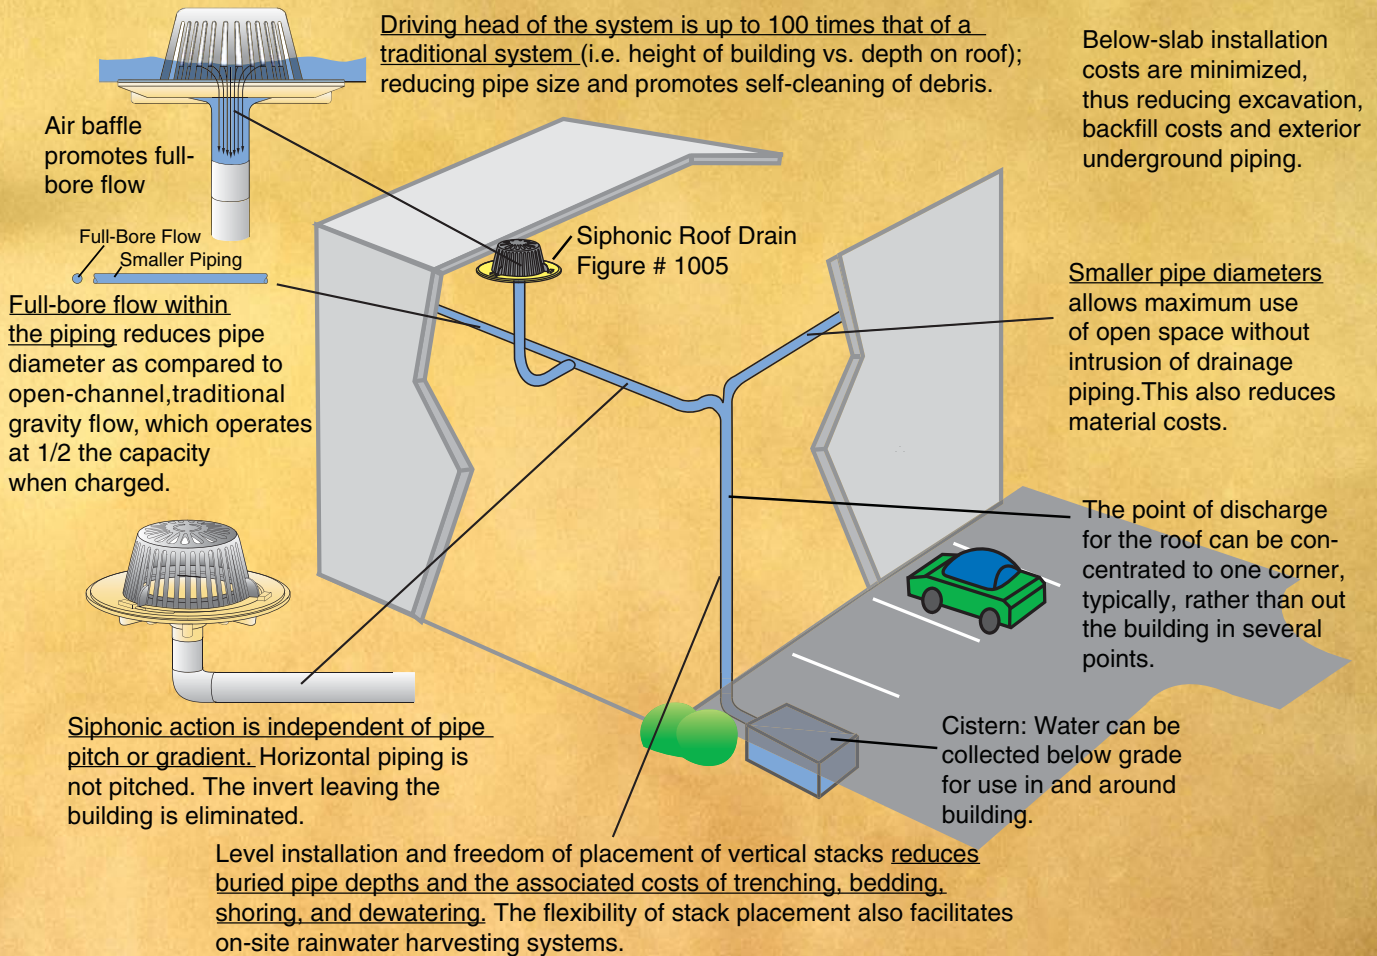 Driving head of the system is up to 100 times that of a
traditional system (i.e. height of building vs. depth on roof);
reducing pipe size and promotes self-cleaning of debris.
Below-slab installation
costs are minimized,
thus reducing excavation,
backfill costs and exterior
underground piping.
Air baffle
promotes full-
bore flow
Full-Bore Flow
Smaller Piping
Siphonic Roof Drain
Figure # 1005
Full-bore flow within
the piping reduces pipe
diameter as compared to
open-channel,traditional
gravity flow, which operates
at 1/2 the capacity
when charged.
Smaller pipe diameters
allows maximum use
of open space without
intrusion of drainage
piping.This also reduces
material costs.
The point of discharge
for the roof can be con-
centrated to one corner,
typically, rather than out
the building in several
points.
Siphonic action is independent of pipe
pitch or gradient. Horizontal piping is
not pitched. The invert leaving the
building is eliminated.
Cistern: Water can be
collected below grade
for use in and around
building.
Level installation and freedom of placement of vertical stacks reduces
buried pipe depths and the associated costs of trenching, bedding,
shoring, and dewatering. The flexibility of stack placement also facilitates
on-site rainwater harvesting systems.